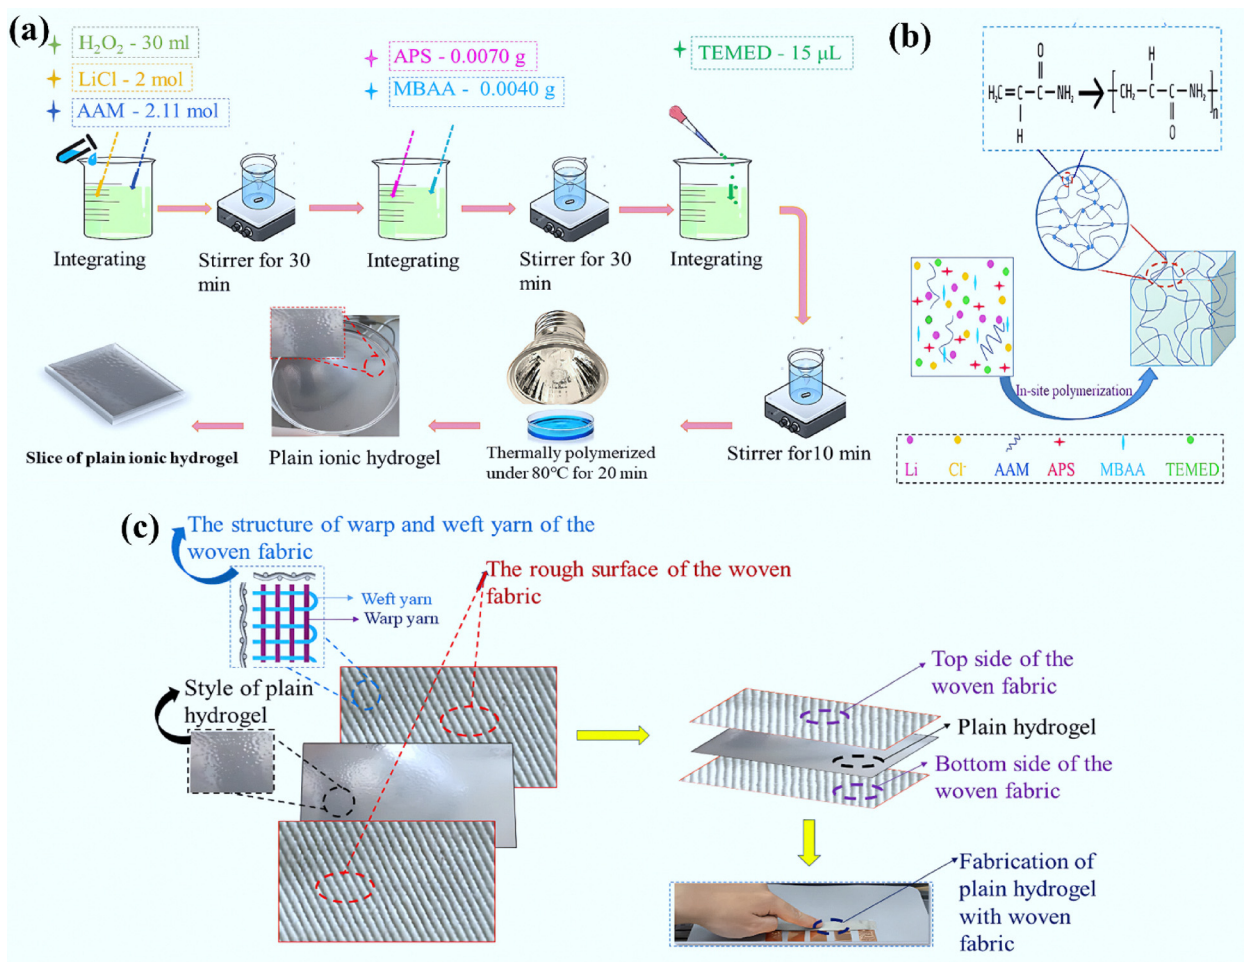 (a)
H₂O₂ - 30 ml
LiCl - 2 mol
AAM - 2.11 mol
APS - 0.0070 g
MBAA - 0.0040g
TEMED - 15 μL
Integrating
Stirrer for 30
min
Integrating
Stirrer for 30
min
Integrating
Stirrer for10 min
Thermally polymerized
under 80℃ for 20 min
Plain ionic hydrogel
Slice of plain ionic hydrogel
(b)
O
H₂C=C-C-NH₂
H
H
[CH₂-C-C-NH₂]n
O
In-site polymerization
Li
Cl⁻
AAM
APS
MBAA
TEMED
(c)
The structure of warp and weft yarn of the
woven fabric
Weft yarn
Warp yarn
The rough surface of the woven
fabric
Style of plain
hydrogel
Top side of the
woven fabric
Plain hydrogel
Bottom side of the
woven fabric
Fabrication of
plain hydrogel
with woven
fabric